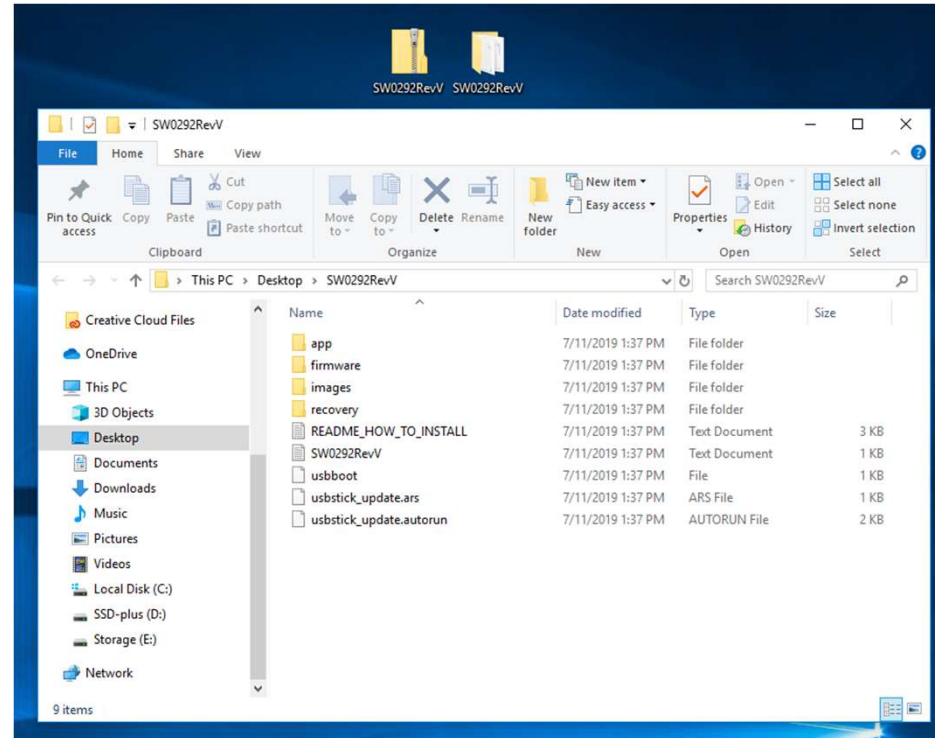 SW0292RevV SW0292RevV
SW0292RevV
File Home Share View
Pin to Quick access
Copy
Paste
Cut
Copy path
Paste shortcut
Clipboard
Move to
Copy to
Delete
Rename
Organize
New folder
New item
Easy access
New
Properties
Open
Edit
History
Open
Select all
Select none
Invert selection
Select
This PC > Desktop > SW0292RevV
Search SW0292RevV
Creative Cloud Files
OneDrive
This PC
3D Objects
Desktop
Documents
Downloads
Music
Pictures
Videos
Local Disk (C:)
SSD-plus (D:)
Storage (E:)
Network
Name Date modified Type Size
app 7/11/2019 1:37 PM File folder
firmware 7/11/2019 1:37 PM File folder
images 7/11/2019 1:37 PM File folder
recovery 7/11/2019 1:37 PM File folder
README_HOW_TO_INSTALL 7/11/2019 1:37 PM Text Document 3 KB
SW0292RevV 7/11/2019 1:37 PM Text Document 1 KB
usbboot 7/11/2019 1:37 PM File 1 KB
usbstick_update.ars 7/11/2019 1:37 PM ARS File 1 KB
usbstick_update.autorun 7/11/2019 1:37 PM AUTORUN File 2 KB
9 items